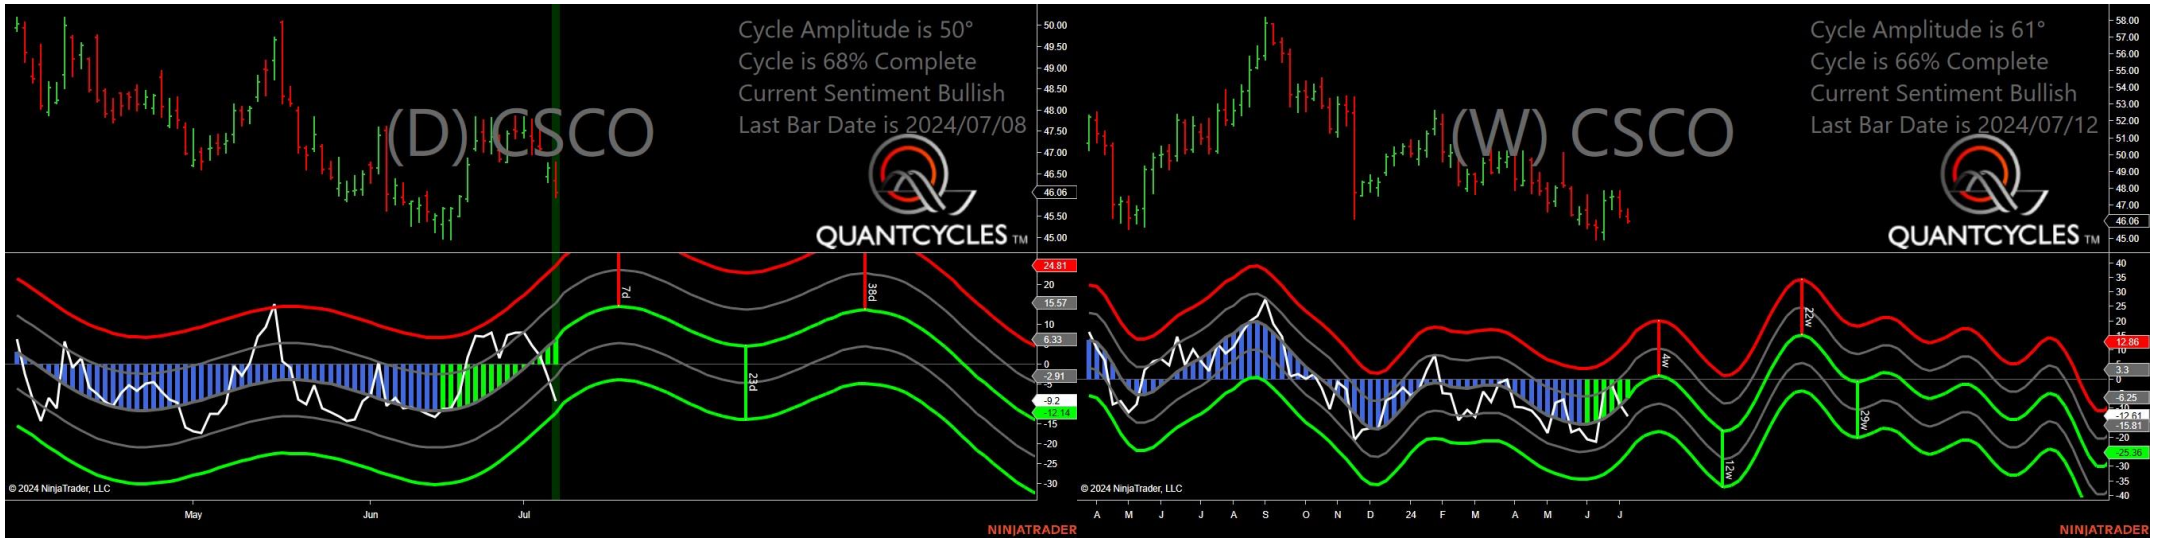 Cycle Amplitude is 50°
Cycle is 68% Complete
Current Sentiment Bullish
Last Bar Date is 2024/07/08
(D) CSCO
QUANTCYCLES TM
50.00
49.50
49.00
48.50
48.00
47.50
47.00
46.50
46.06
45.50
45.00
24.81
20
15.57
10
6.33
0
-2.91
-5
-9.2
-12.14
-15
-20
-25
-30
7d
38d
23d
© 2024 NinjaTrader, LLC
May
Jun
Jul
NINJATRADER
Cycle Amplitude is 61°
Cycle is 66% Complete
Current Sentiment Bullish
Last Bar Date is 2024/07/12
(W) CSCO
QUANTCYCLES TM
58.00
57.00
56.00
55.00
54.00
53.00
52.00
51.00
50.00
49.00
48.00
47.00
46.06
45.00
40
35
30
25
20
15
12.86
10
3.3
0
-6.25
-12.61
-15.81
-20
-25.36
-30
-35
-40
4w
22w
29w
12w
© 2024 NinjaTrader, LLC
A M J J A S O N D 24 F M A M J J
NINJATRADER